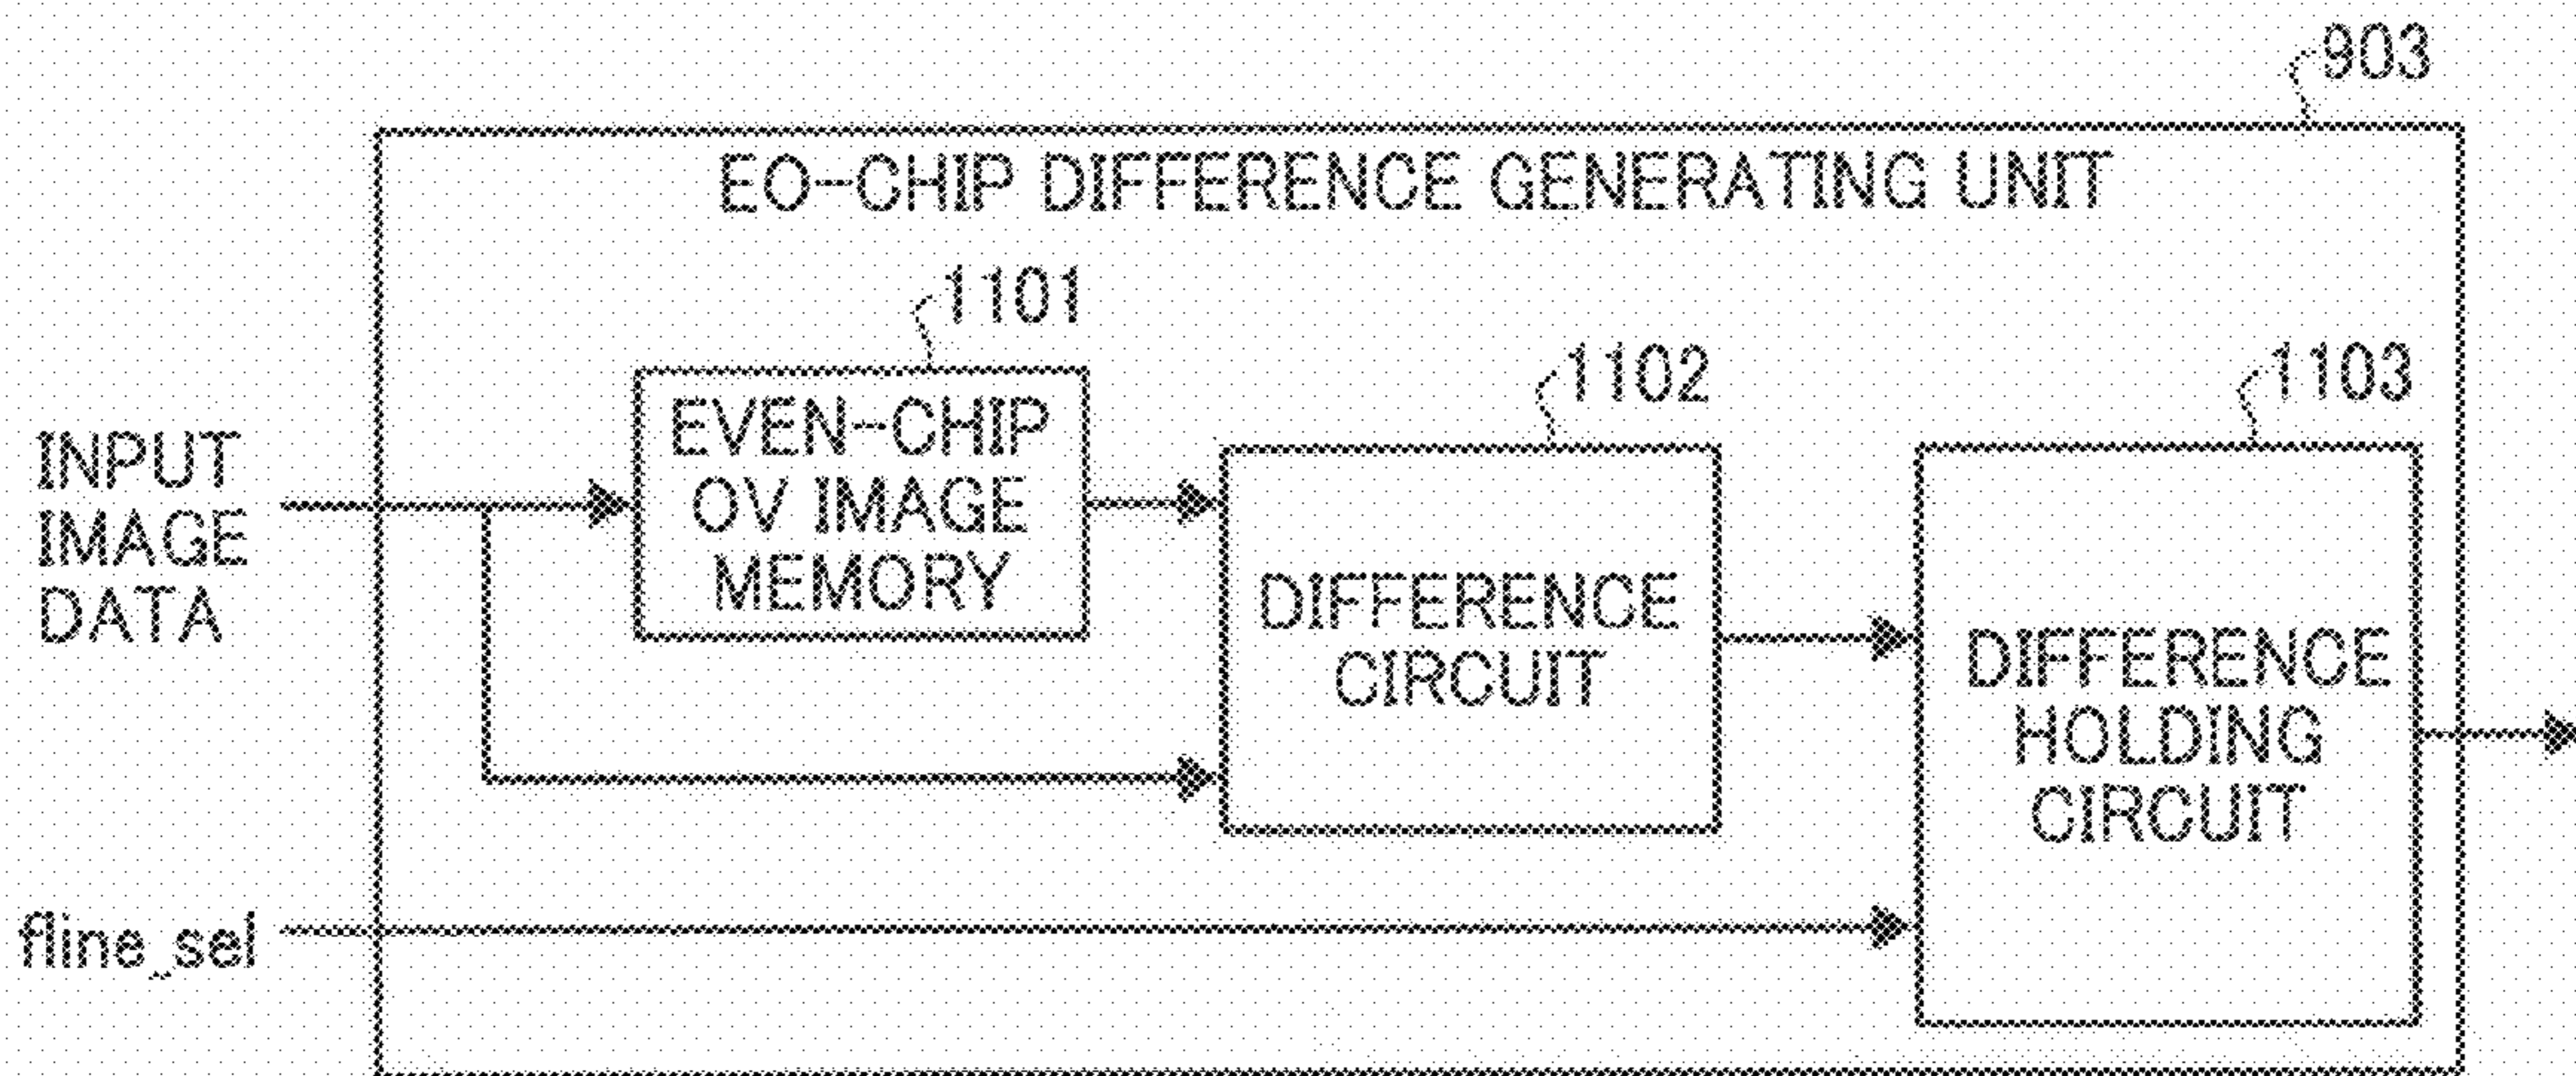 903
EO-CHIP DIFFERENCE GENERATING UNIT
1101
EVEN-CHIP
OV IMAGE
MEMORY
1102
DIFFERENCE
CIRCUIT
1103
DIFFERENCE
HOLDING
CIRCUIT
INPUT
IMAGE
DATA
fline_sel